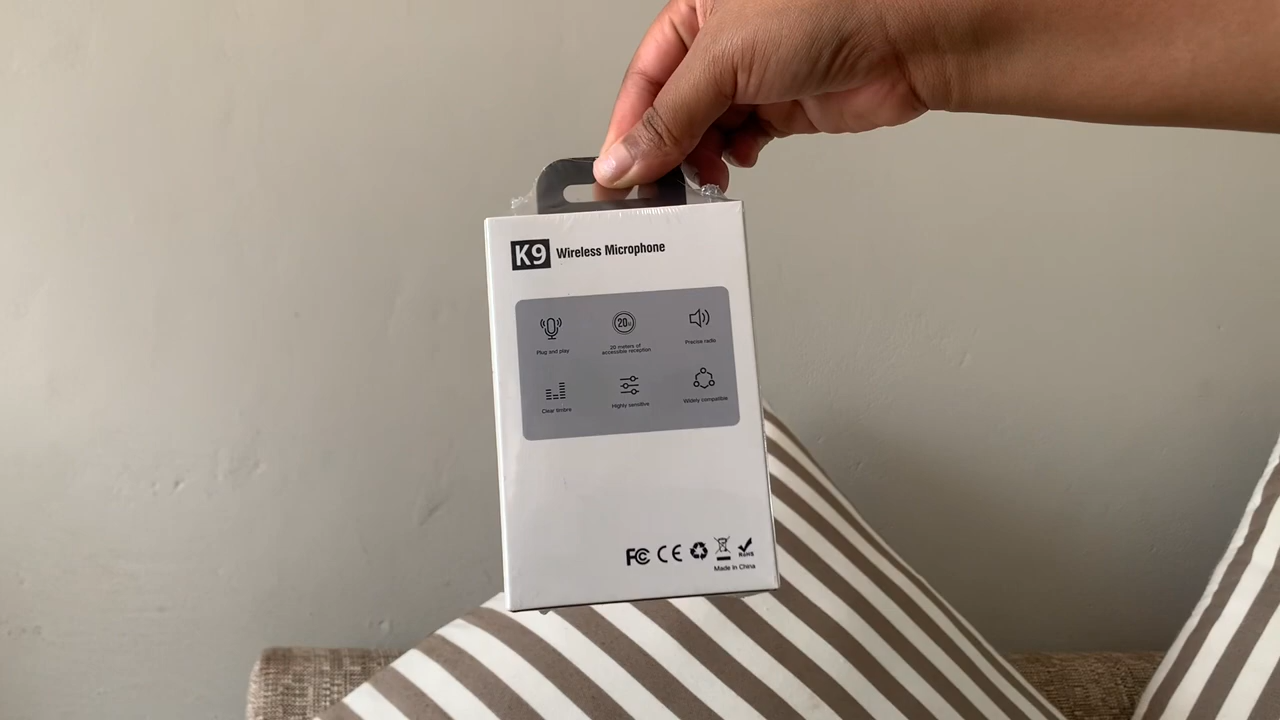 K9 Wireless Microphone
20M
Plug and play
20 meters of
accessible reception
Precise radio
Clear timbre
Highly sensitive
Widely compatible
FC CE RoHS
Made in China